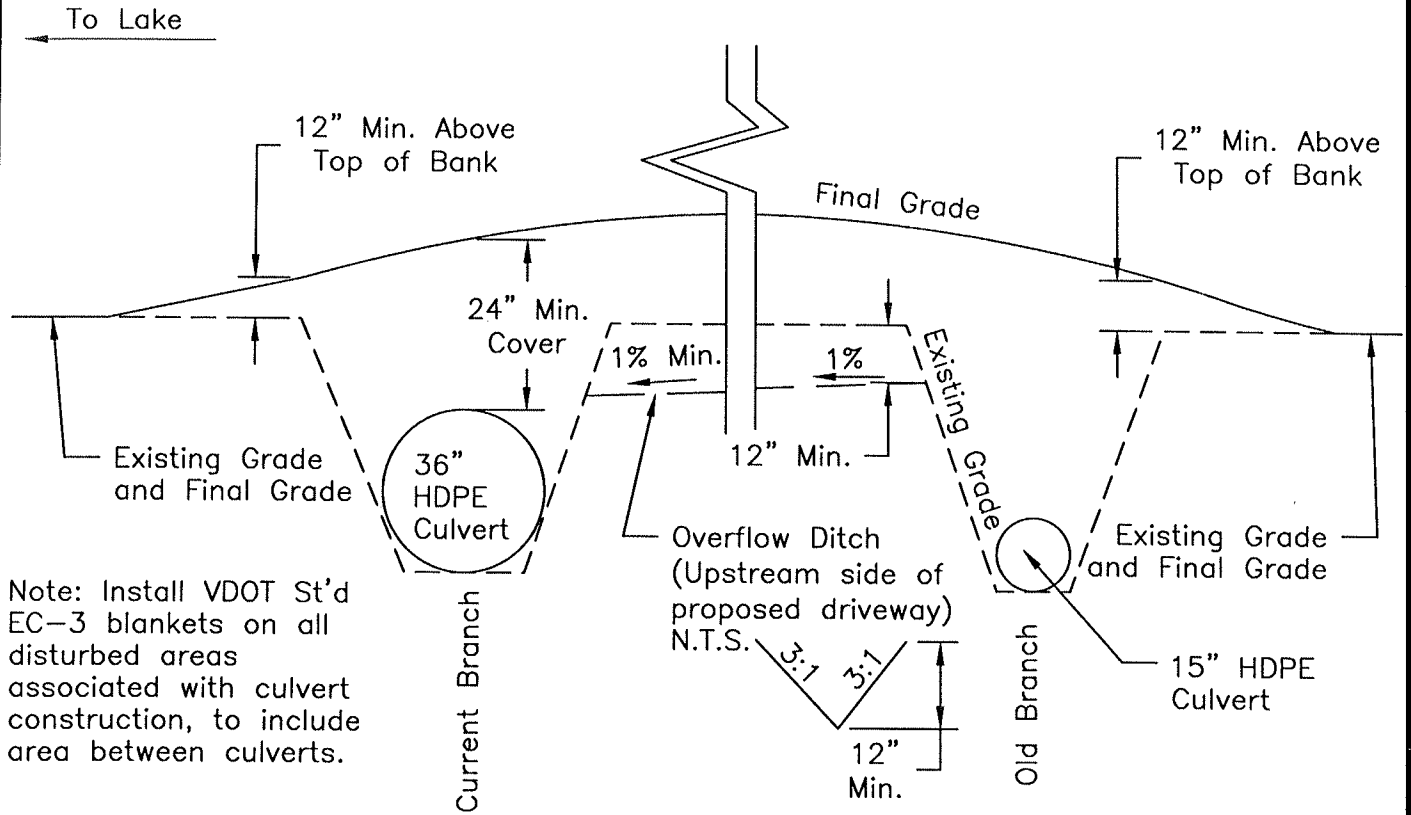 To Lake
12" Min. Above
Top of Bank
12" Min. Above
Top of Bank
Final Grade
24" Min.
Cover
1% Min.
1%
Existing Grade
12" Min.
Existing Grade
and Final Grade
36"
HDPE
Culvert
Overflow Ditch
(Upstream side of
proposed driveway)
N.T.S.
3:1
3:1
12"
Min.
Existing Grade
and Final Grade
15" HDPE
Culvert
Note: Install VDOT St'd
EC-3 blankets on all
disturbed areas
associated with culvert
construction, to include
area between culverts.
Current Branch
Old Branch